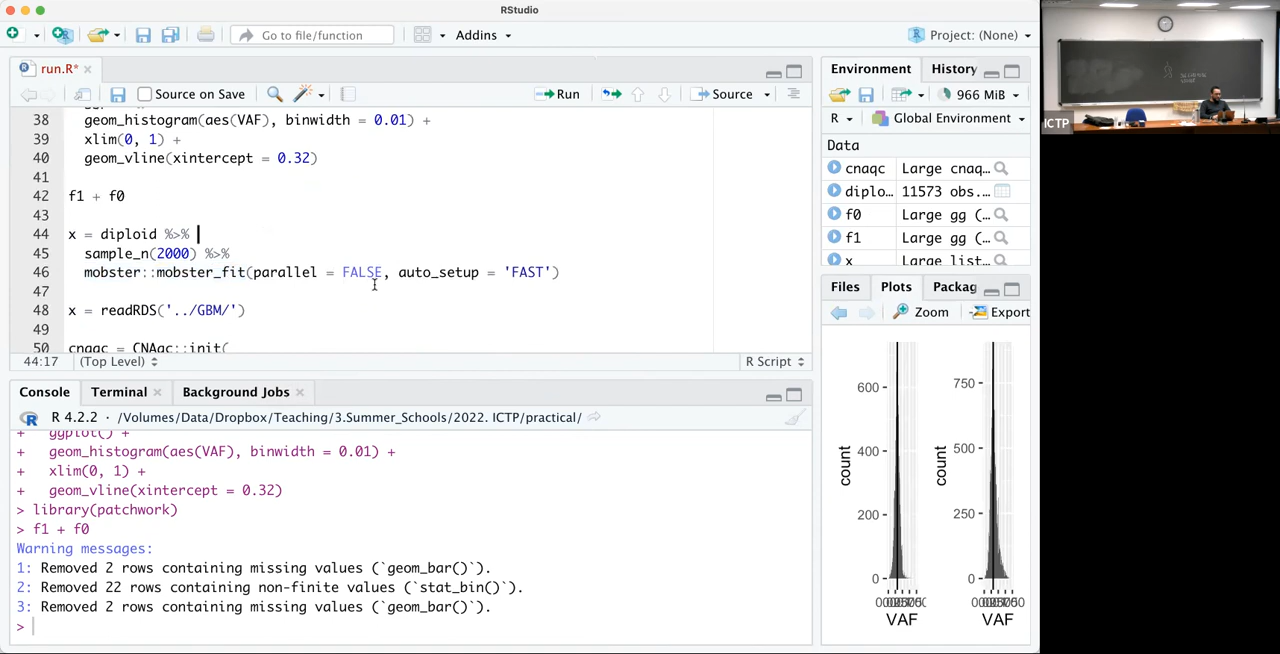 RStudio
Go to file/function
Addins
Project: (None)
run.R*
Source on Save
Run
Source
38 geom_histogram(aes(VAF), binwidth = 0.01) +
39 xlim(0, 1) +
40 geom_vline(xintercept = 0.32)
41
42 f1 + f0
43
44 x = diploid %>%
45 sample_n(2000) %>%
46 mobster::mobster_fit(parallel = FALSE, auto_setup = 'FAST')
47
48 x = readRDS('../GBM/')
49
50 cnaqc = CNAqc::init(
44:17 (Top Level) R Script
Console Terminal Background Jobs
R 4.2.2 · /Volumes/Data/Dropbox/Teaching/3.Summer_Schools/2022. ICTP/practical/
+ ggplot() +
+ geom_histogram(aes(VAF), binwidth = 0.01) +
+ xlim(0, 1) +
+ geom_vline(xintercept = 0.32)
> library(patchwork)
> f1 + f0
Warning messages:
1: Removed 2 rows containing missing values (`geom_bar()`).
2: Removed 22 rows containing non-finite values (`stat_bin()`).
3: Removed 2 rows containing missing values (`geom_bar()`).
>
Environment History
966 MiB
R Global Environment
Data
cnaqc Large cnaq…
diplo… 11573 obs.…
f0 Large gg (…
f1 Large gg (…
x Large list…
Files Plots Packag
Zoom Export
600
400
200
0
count
VAF
750
500
250
0
count
VAF
ICTP